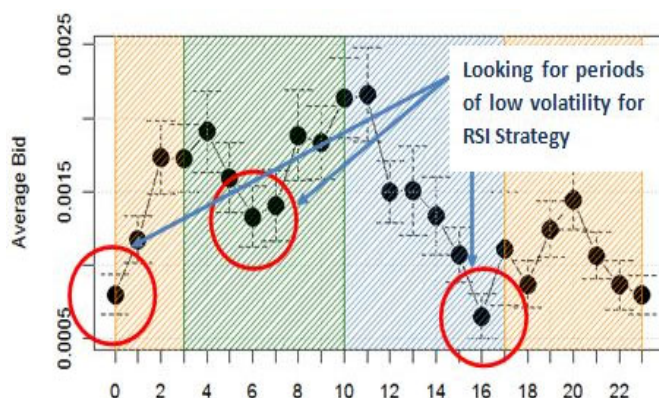 0.0025
Looking for periods
of low volatility for
RSI Strategy
0.0015
Average Bid
0.0005
0 2 4 6 8 10 12 14 16 18 20 22